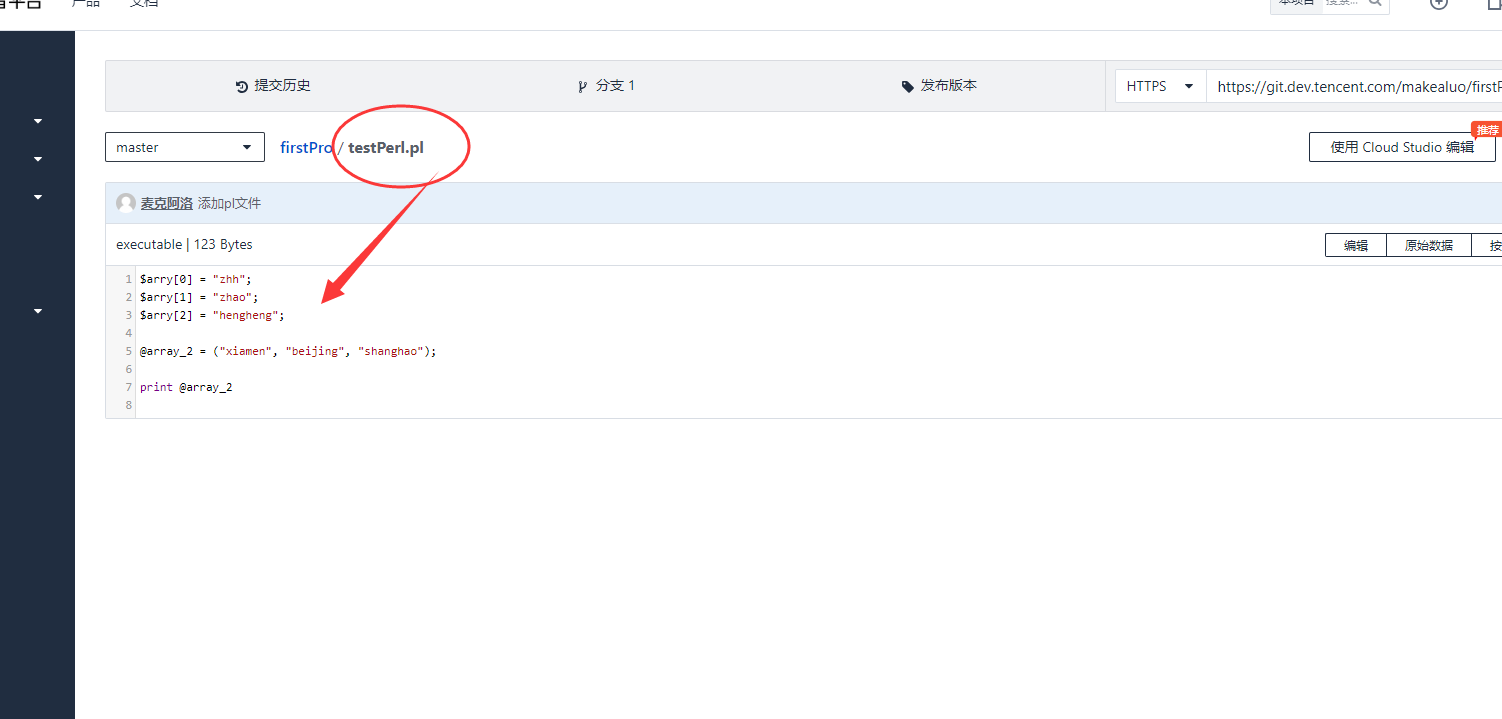 产品 文档
本项目 搜索...
提交历史 分支 1 发布版本 HTTPS https://git.dev.tencent.com/makealuo/firstP
推荐
master firstPro / testPerl.pl 使用 Cloud Studio 编辑
麦克阿洛 添加pl文件
executable | 123 Bytes 编辑 原始数据 按
1 $arry[0] = "zhh";
2 $arry[1] = "zhao";
3 $arry[2] = "hengheng";
4
5 @array_2 = ("xiamen", "beijing", "shanghao");
6
7 print @array_2
8